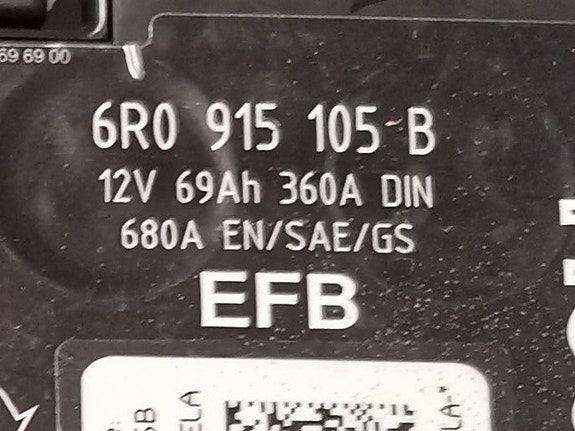 69 69 00
6R0 915 105 B
12V 69Ah 360A DIN
680A EN/SAE/GS
EFB